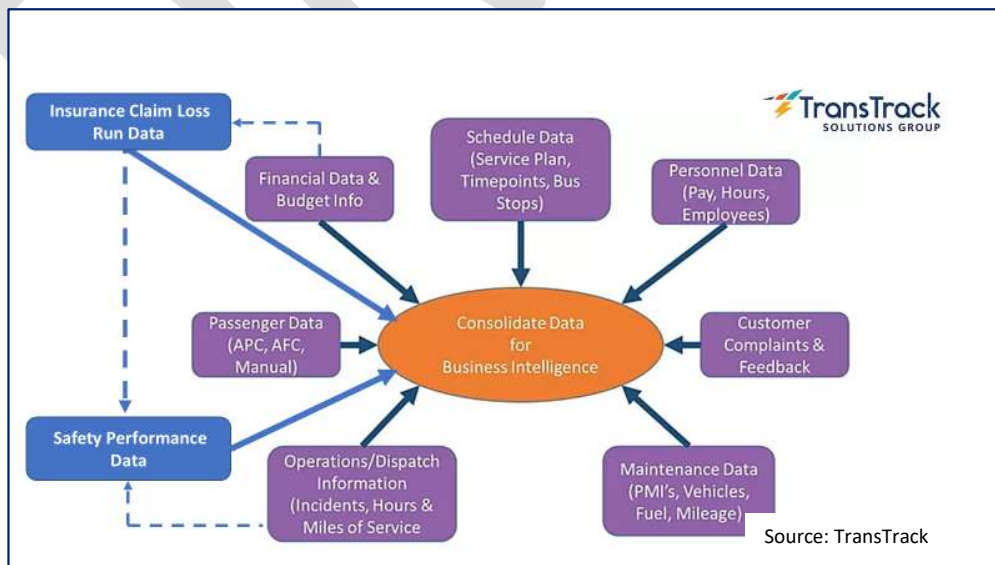 Insurance Claim Loss
Run Data
TransTrack
SOLUTIONS GROUP
Schedule Data
(Service Plan,
Timepoints, Bus
Stops)
Financial Data &
Budget Info
Personnel Data
(Pay, Hours,
Employees)
Passenger Data
(APC, AFC,
Manual)
Consolidate Data
for
Business Intelligence
Customer
Complaints &
Feedback
Safety Performance
Data
Operations/Dispatch
Information
(Incidents, Hours &
Miles of Service
Maintenance Data
(PMI's, Vehicles,
Fuel, Mileage)
Source: TransTrack